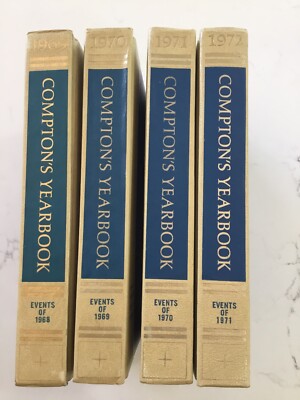 COMPTON'S YEARBOOK
EVENTS
OF
1968
1970
COMPTON'S YEARBOOK
EVENTS
OF
1969
1971
COMPTON'S YEARBOOK
EVENTS
OF
1970
1972
COMPTON'S YEARBOOK
EVENTS
OF
1971